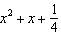 x² + x + 1/4